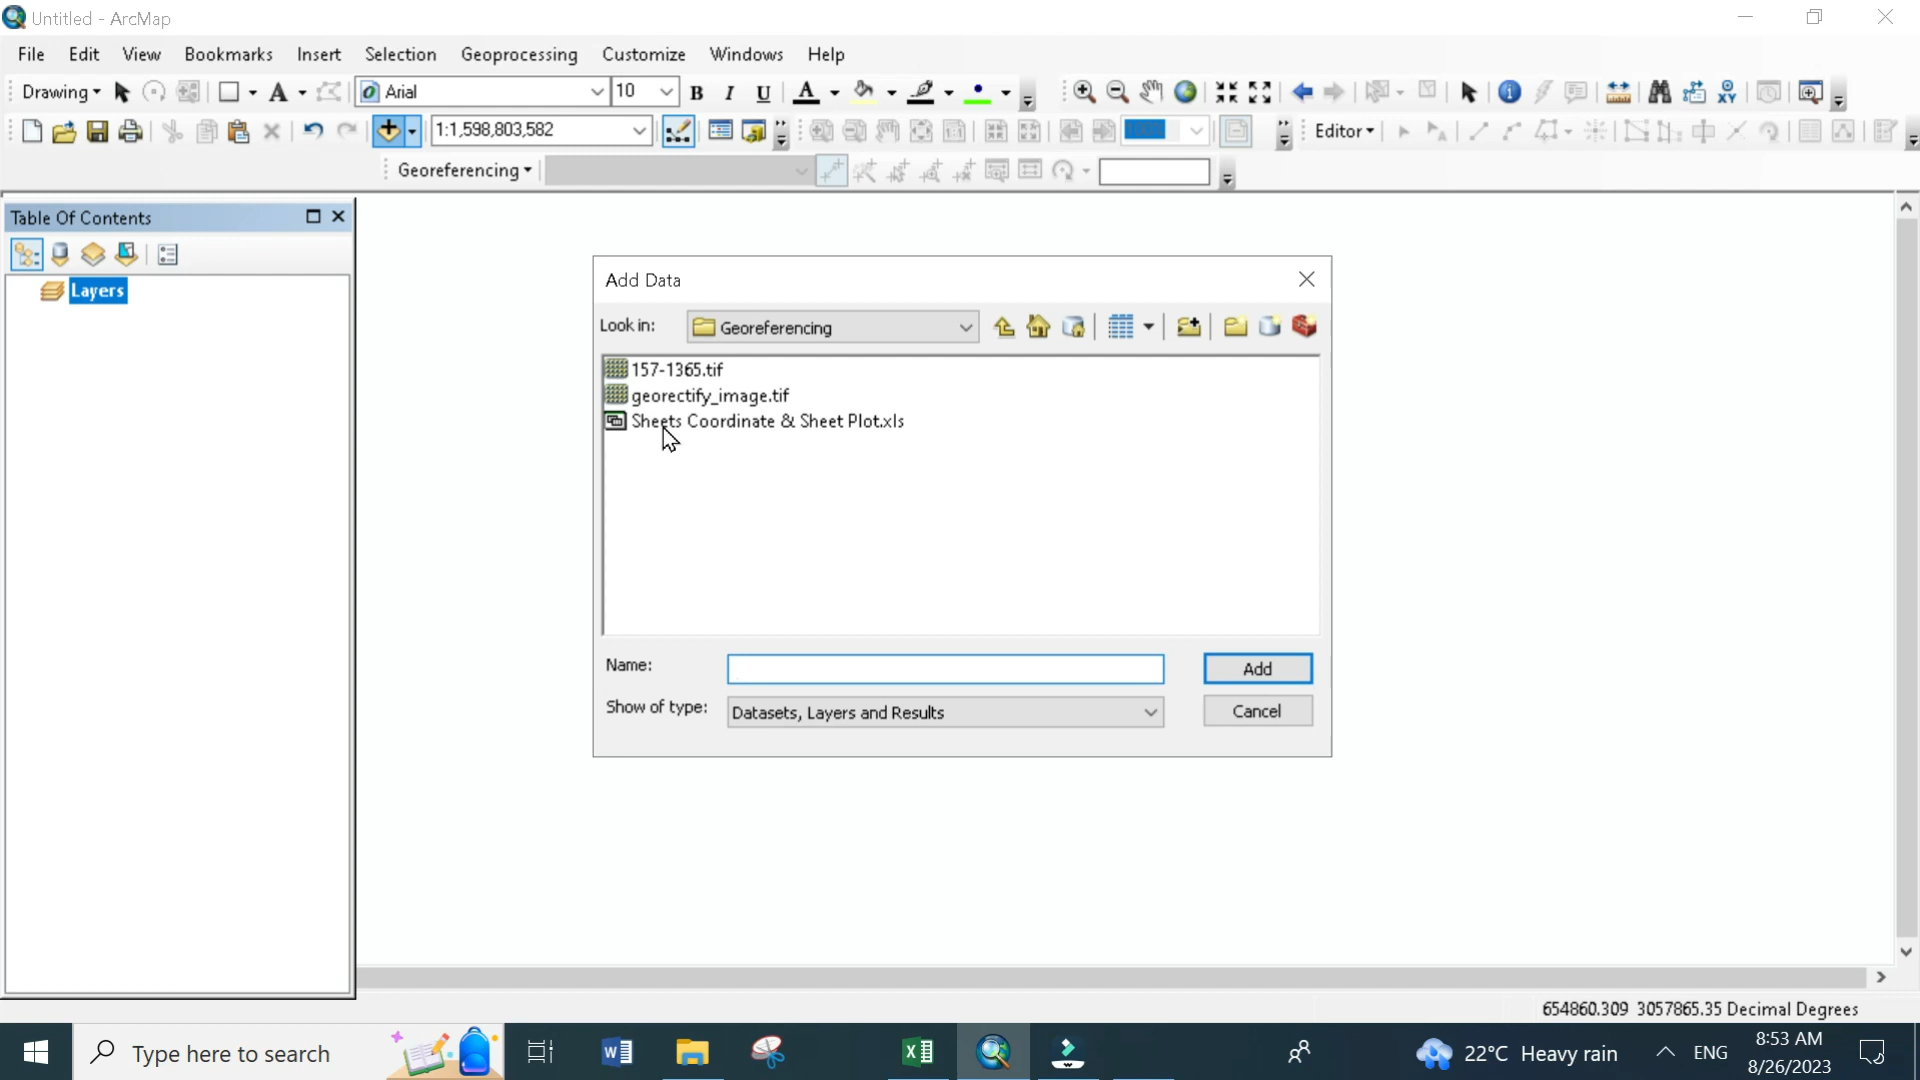 Untitled - ArcMap
File Edit View Bookmarks Insert Selection Geoprocessing Customize Windows Help
Drawing A Arial 10 B I U A
1:1,598,803,582 Editor
Georeferencing
Table Of Contents
Layers
Add Data
Look in: Georeferencing
157-1365.tif
georectify_image.tif
Sheets Coordinate & Sheet Plot.xls
Name: Add
Show of type: Datasets, Layers and Results Cancel
654860.309 3057865.35 Decimal Degrees
Type here to search 22°C Heavy rain ENG 8:53 AM
8/26/2023